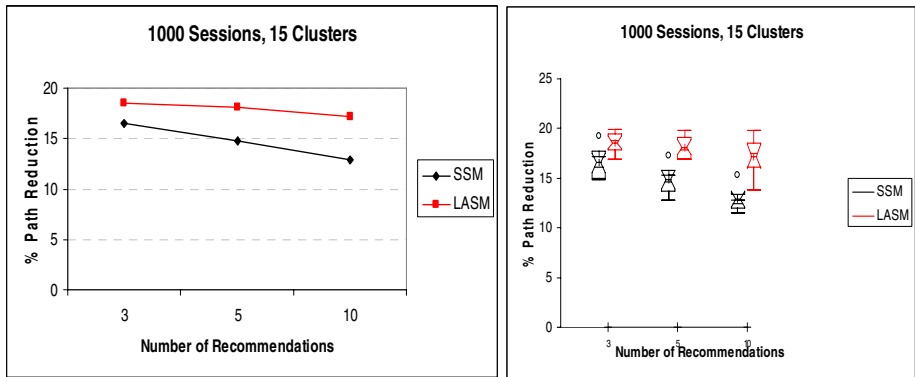 1000 Sessions, 15 Clusters
% Path Reduction
20
15
10
5
0
3
5
10
Number of Recommendations
SSM
LASM
1000 Sessions, 15 Clusters
% Path Reduction
25
20
15
10
5
0
3
5
10
Number of Recommendations
SSM
LASM